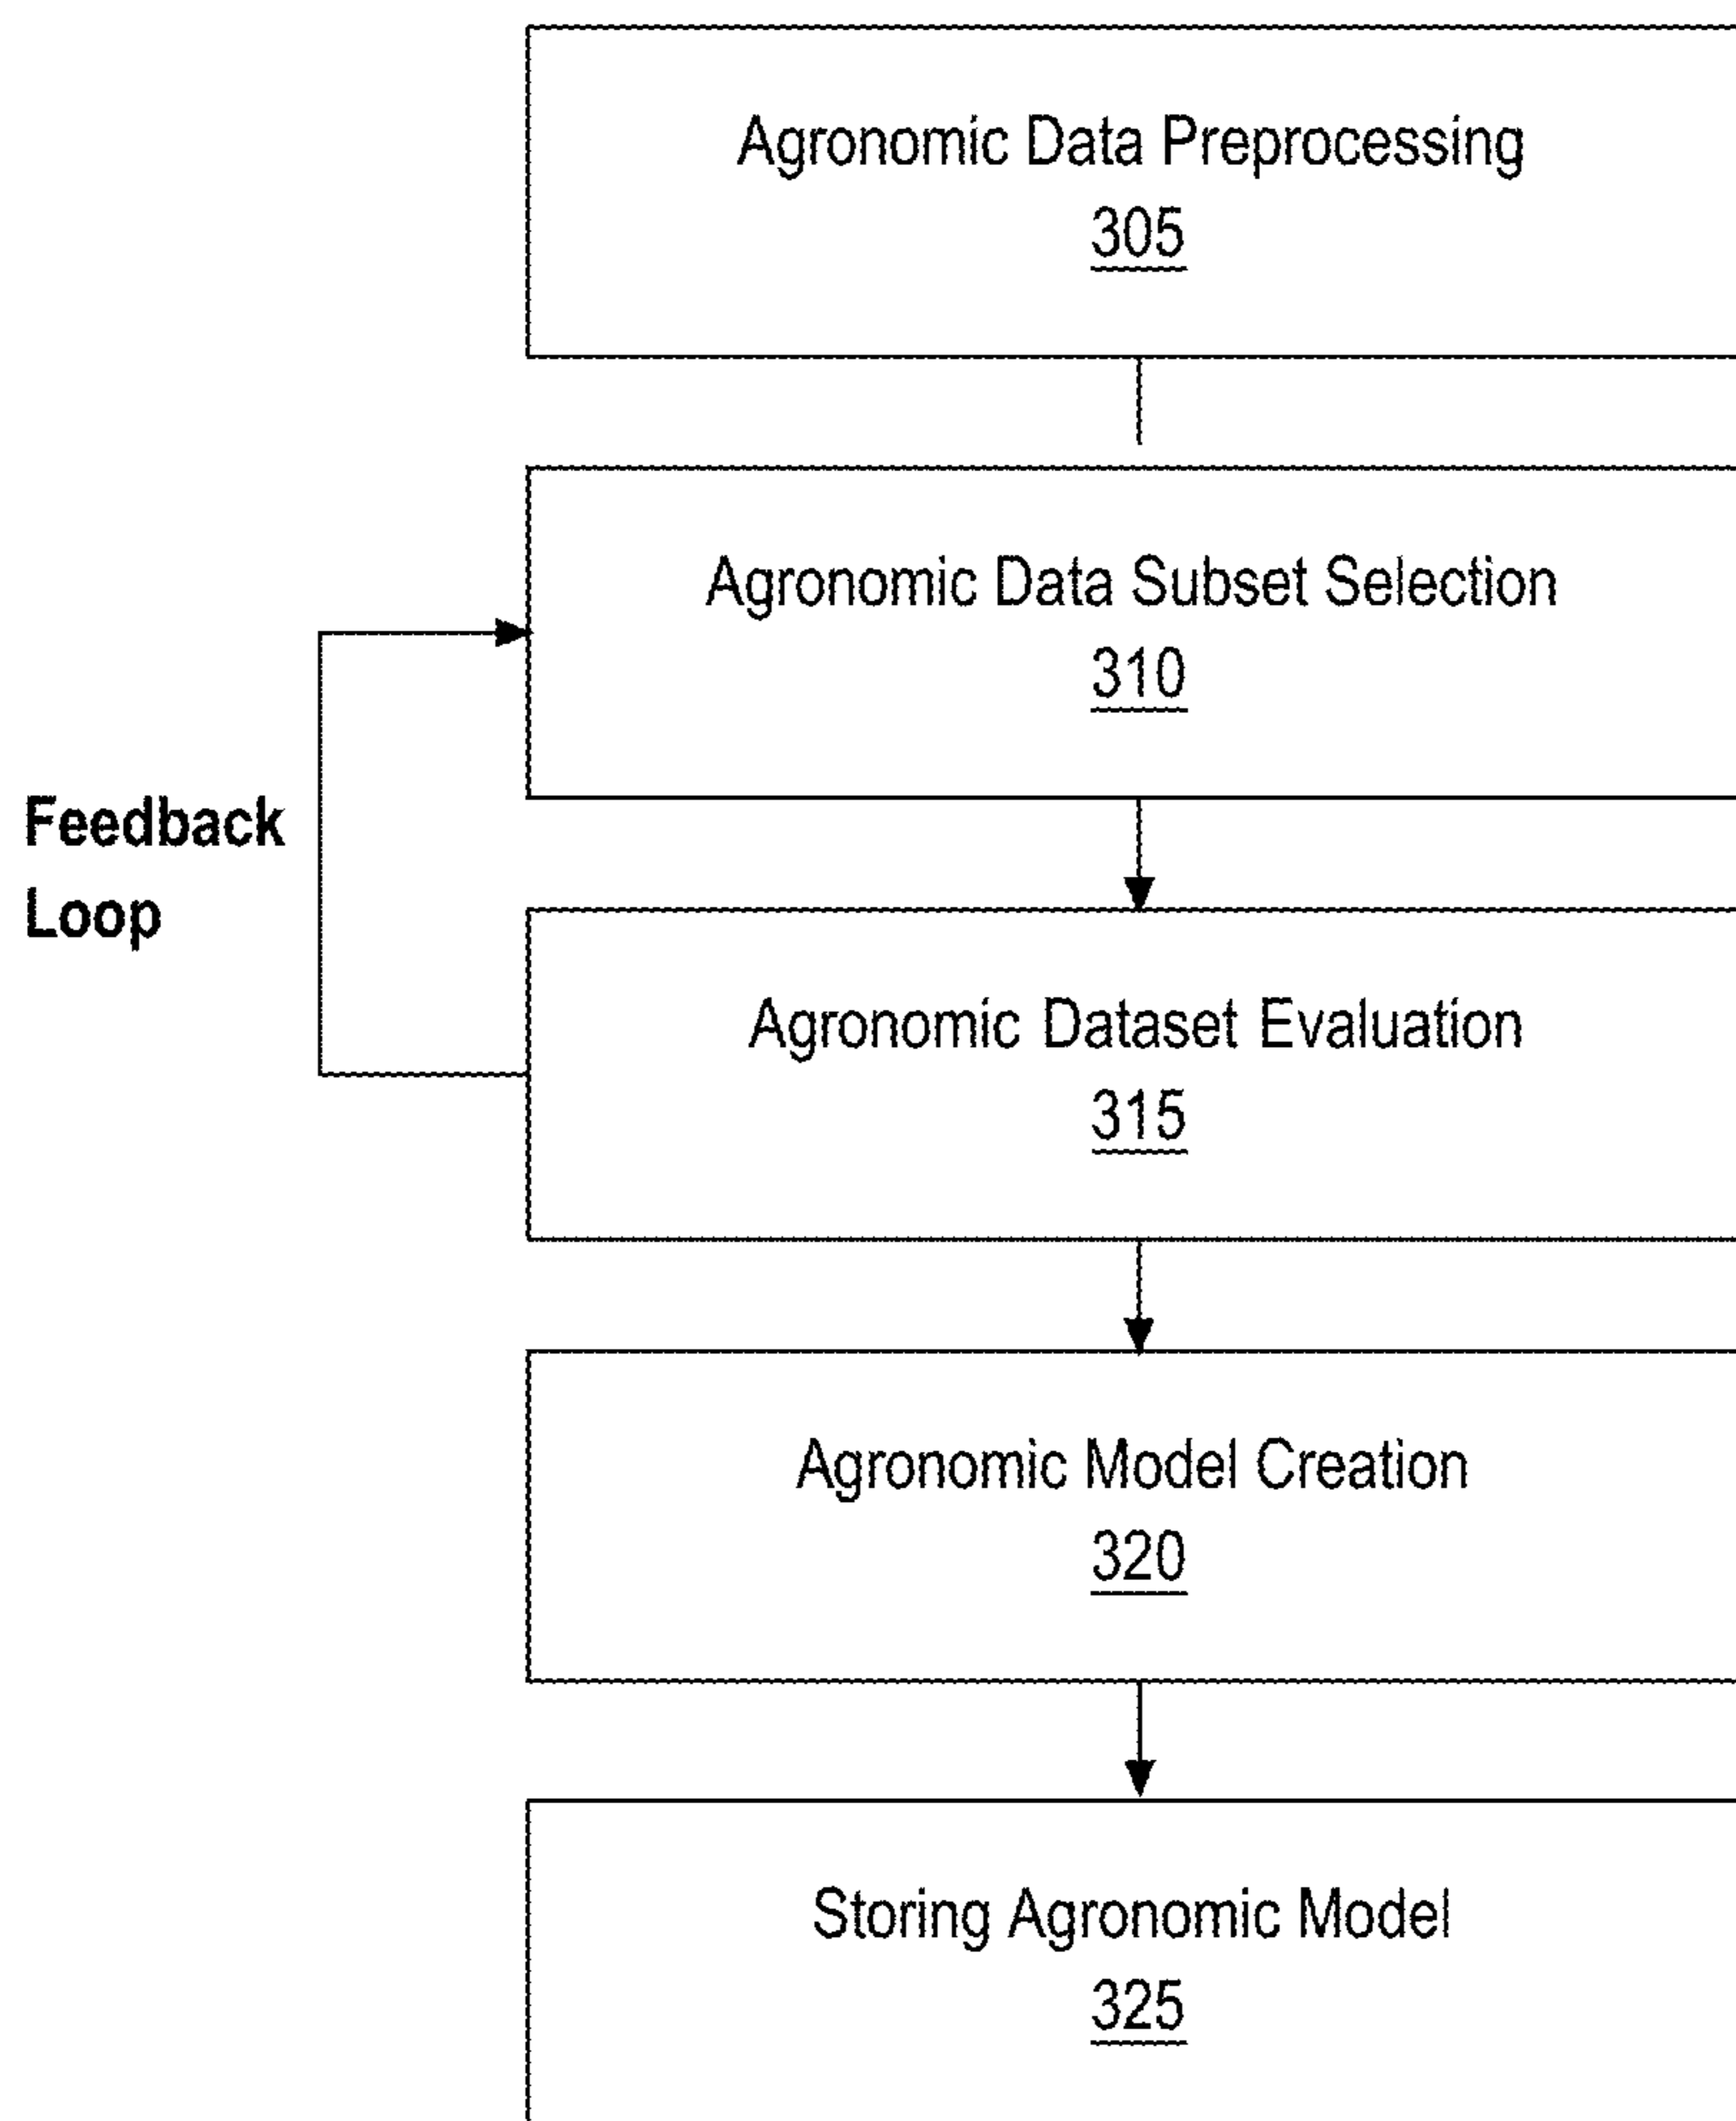 Agronomic Data Preprocessing
305
Agronomic Data Subset Selection
310
Feedback
Loop
Agronomic Dataset Evaluation
315
Agronomic Model Creation
320
Storing Agronomic Model
325